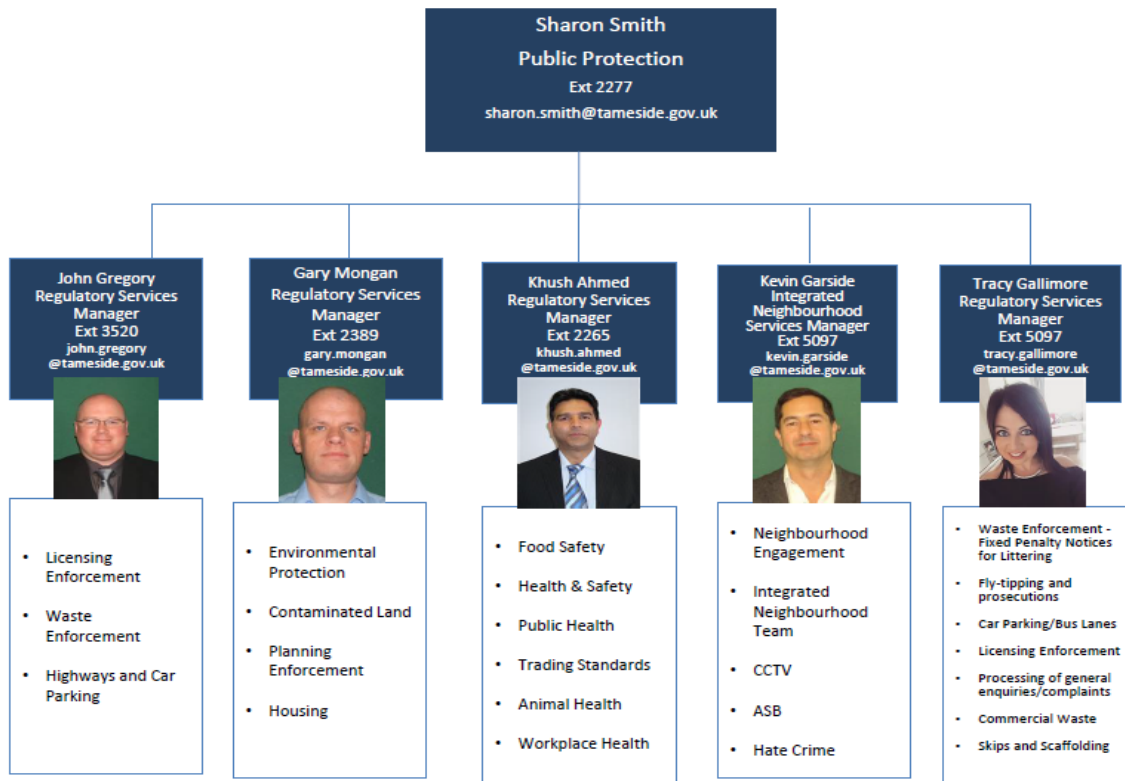 Sharon Smith
Public Protection
Ext 2277
sharon.smith@tameside.gov.uk
John Gregory
Regulatory Services
Manager
Ext 3520
john.gregory
@tameside.gov.uk
Gary Mongan
Regulatory Services
Manager
Ext 2389
gary.mongan
@tameside.gov.uk
Khush Ahmed
Regulatory Services
Manager
Ext 2265
khush.ahmed
@tameside.gov.uk
Kevin Garside
Integrated
Neighbourhood
Services Manager
Ext 5097
kevin.garside
@tameside.gov.uk
Tracy Gallimore
Regulatory Services
Manager
Ext 5097
tracy.gallimore
@tameside.gov.uk
• Licensing
Enforcement
• Waste
Enforcement
• Highways and Car
Parking
• Environmental
Protection
• Contaminated Land
• Planning
Enforcement
• Housing
• Food Safety
• Health & Safety
• Public Health
• Trading Standards
• Animal Health
• Workplace Health
• Neighbourhood
Engagement
• Integrated
Neighbourhood
Team
• CCTV
• ASB
• Hate Crime
• Waste Enforcement -
Fixed Penalty Notices
for Littering
• Fly-tipping and
prosecutions
• Car Parking/Bus Lanes
• Licensing Enforcement
• Processing of general
enquiries/complaints
• Commercial Waste
• Skips and Scaffolding